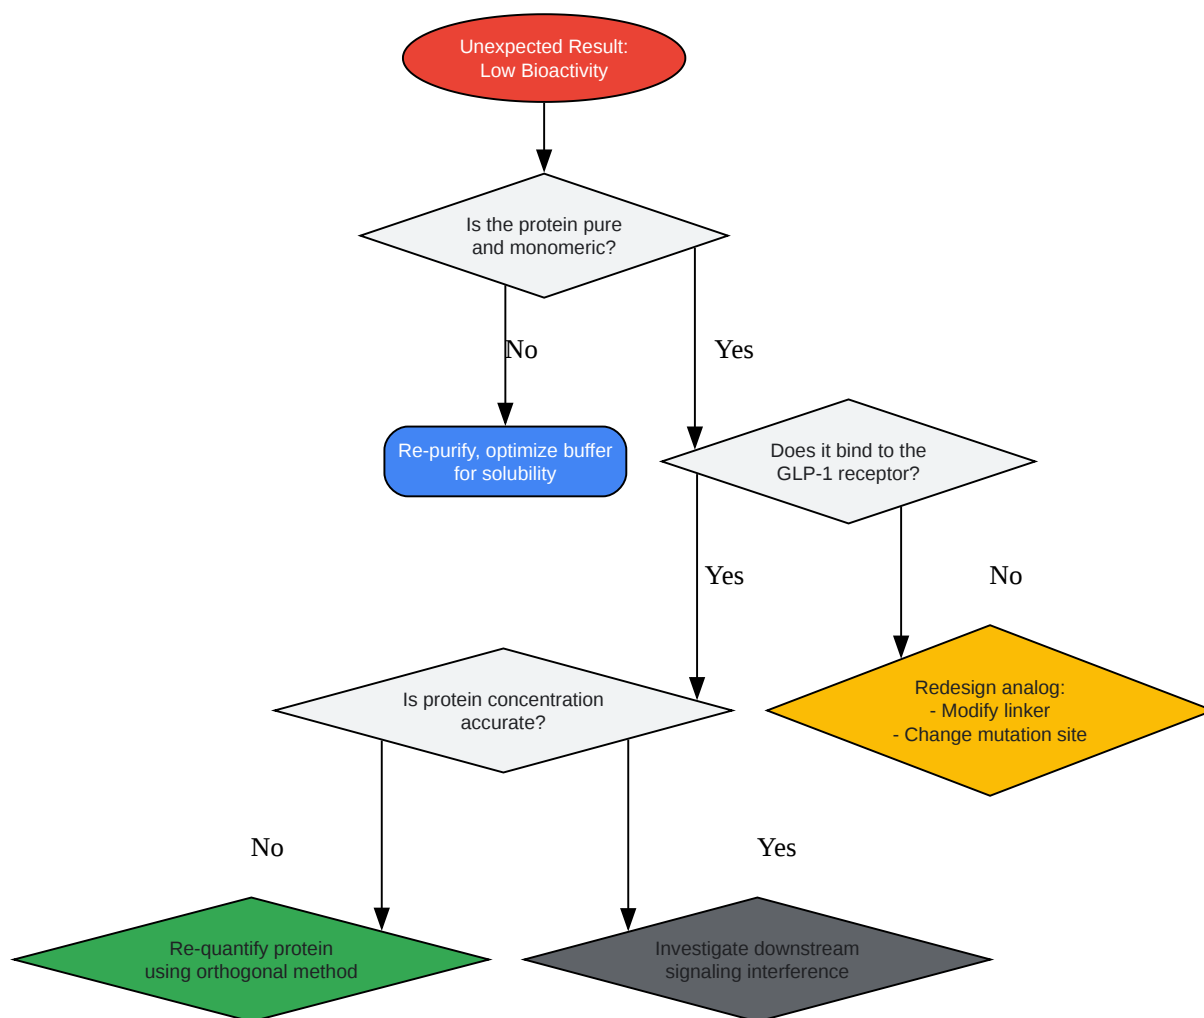 Unexpected Result:
Low Bioactivity
Is the protein pure
and monomeric?
No
Yes
Re-purify, optimize buffer
for solubility
Does it bind to the
GLP-1 receptor?
Yes
No
Is protein concentration
accurate?
Redesign analog:
- Modify linker
- Change mutation site
No
Yes
Re-quantify protein
using orthogonal method
Investigate downstream
signaling interference